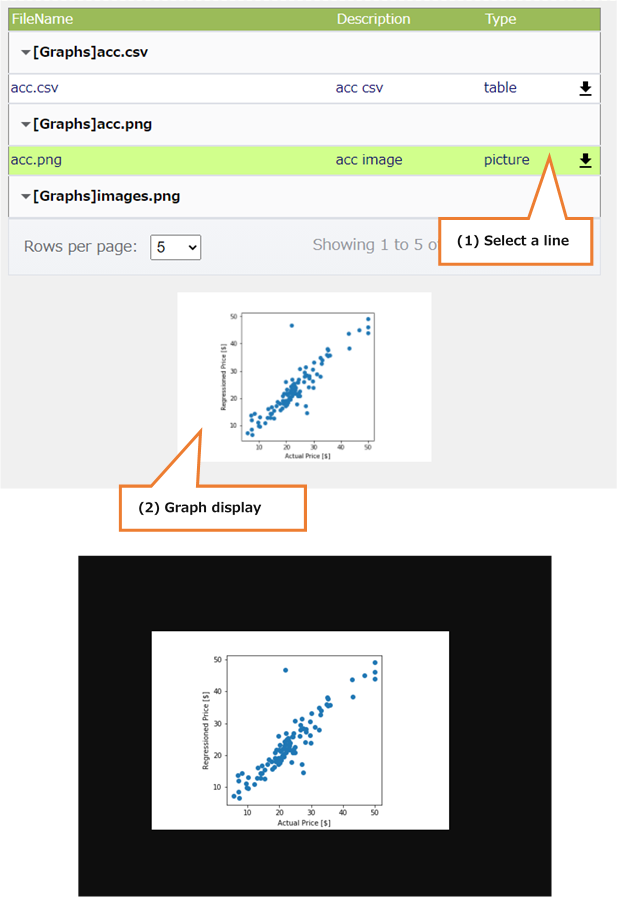 FileName Description Type
[Graphs]acc.csv
acc.csv acc csv table
[Graphs]acc.png
acc.png acc image picture
[Graphs]images.png
Rows per page: 5 Showing 1 to 5 o
(1) Select a line
50
40
30
20
10
Regressioned Price [$]
10 20 30 40 50
Actual Price [$]
(2) Graph display
50
40
30
20
10
Regressioned Price [$]
10 20 30 40 50
Actual Price [$]